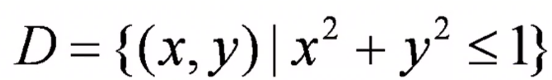 D = {(x, y) | x² + y² ≤ 1}